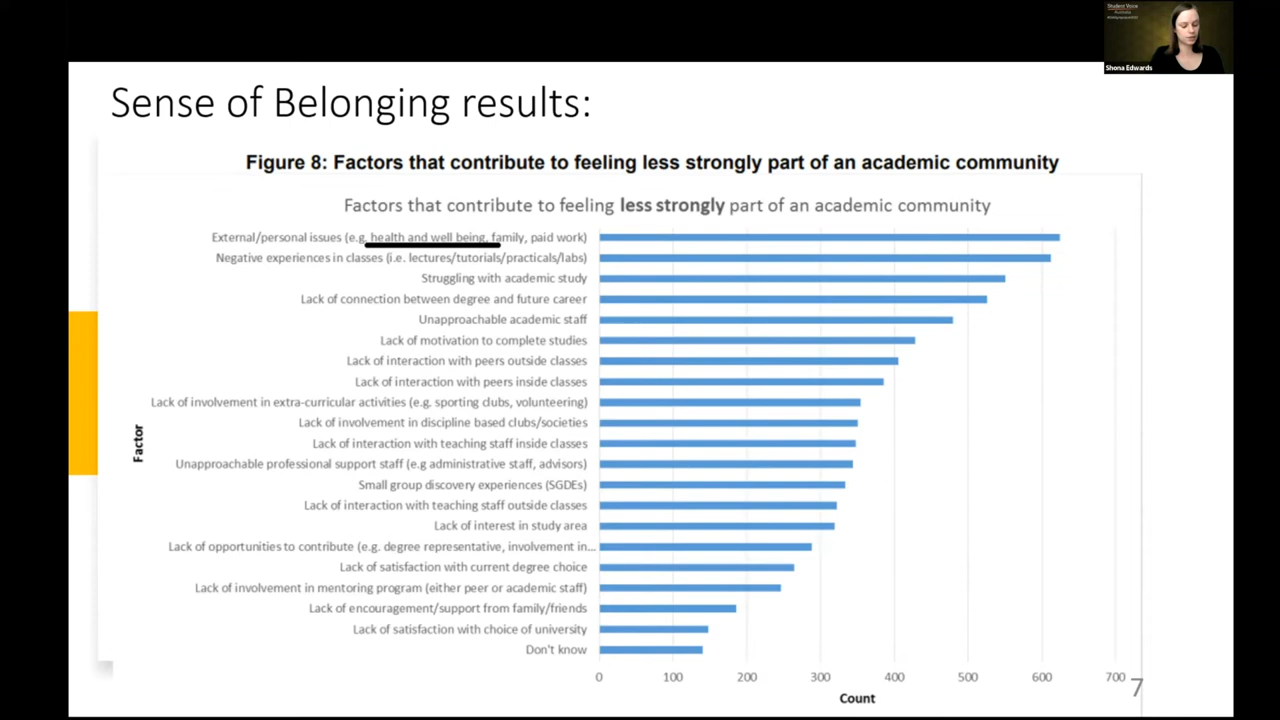 Student Voice
Australia
Shona Edwards
Sense of Belonging results:
Figure 8: Factors that contribute to feeling less strongly part of an academic community
Factors that contribute to feeling less strongly part of an academic community
External/personal issues (e.g. health and well being, family, paid work)
Negative experiences in classes (i.e. lectures/tutorials/practicals/labs)
Struggling with academic study
Lack of connection between degree and future career
Unapproachable academic staff
Lack of motivation to complete studies
Lack of interaction with peers outside classes
Lack of interaction with peers inside classes
Lack of involvement in extra-curricular activities (e.g. sporting clubs, volunteering)
Lack of involvement in discipline based clubs/societies
Lack of interaction with teaching staff inside classes
Unapproachable professional support staff (e.g administrative staff, advisors)
Small group discovery experiences (SGDEs)
Lack of interaction with teaching staff outside classes
Lack of interest in study area
Lack of opportunities to contribute (e.g. degree representative, involvement in...
Lack of satisfaction with current degree choice
Lack of involvement in mentoring program (either peer or academic staff)
Lack of encouragement/support from family/friends
Lack of satisfaction with choice of university
Don't know
Factor
0 100 200 300 400 500 600 700
Count
7